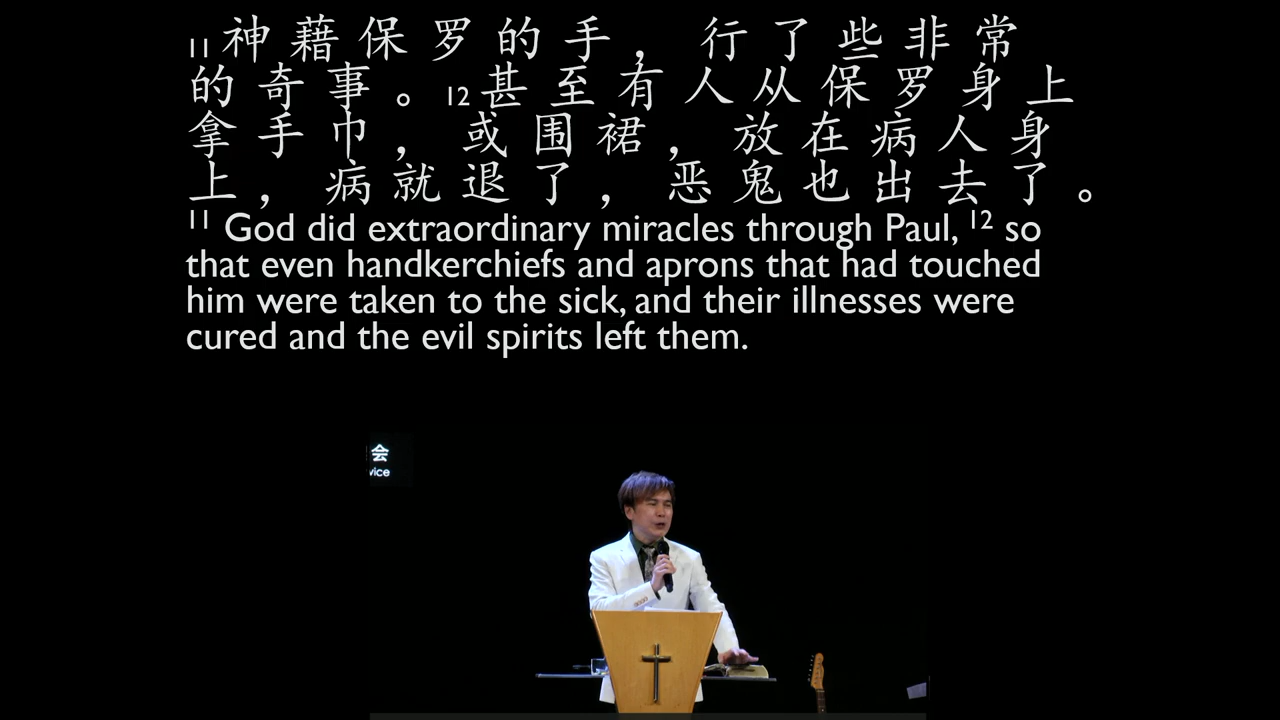 11 神藉保罗的手，行了些非常
的奇事。12 甚至有人从保罗身上
拿手巾，或围裙，放在病人身
上，病就退了，恶鬼也出去了。
11 God did extraordinary miracles through Paul, 12 so
that even handkerchiefs and aprons that had touched
him were taken to the sick, and their illnesses were
cured and the evil spirits left them.
会
vice